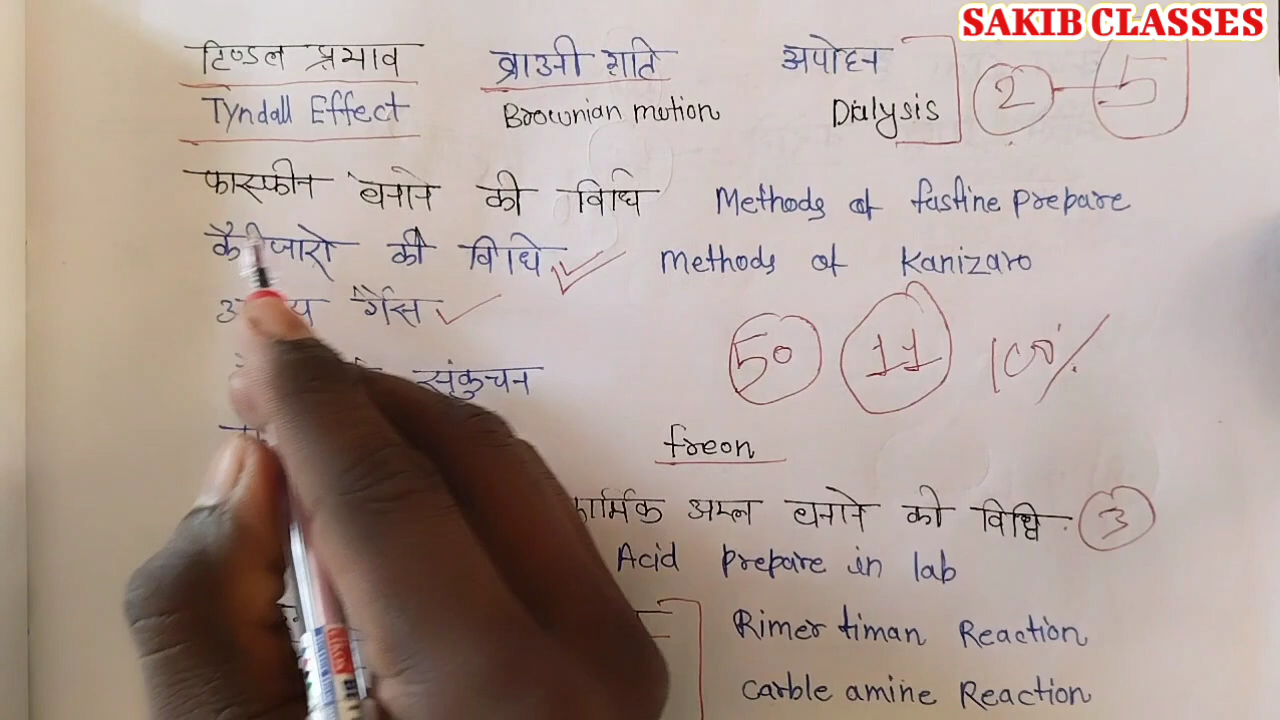 SAKIB CLASSES
टिण्डल प्रभाव ब्राउनी गति अपोहन 2 5
Tyndall Effect Brownian motion Dialysis
फास्फीन बनाने की विधि Methods of fastine prepare
कैनिजारो की विधि methods of Kanizaro
गैस
50 11 100%
संकुचन
freon
फार्मिक अम्ल बनाने की विधि 3
Acid prepare in lab
Rimer timan Reaction
carble amine Reaction